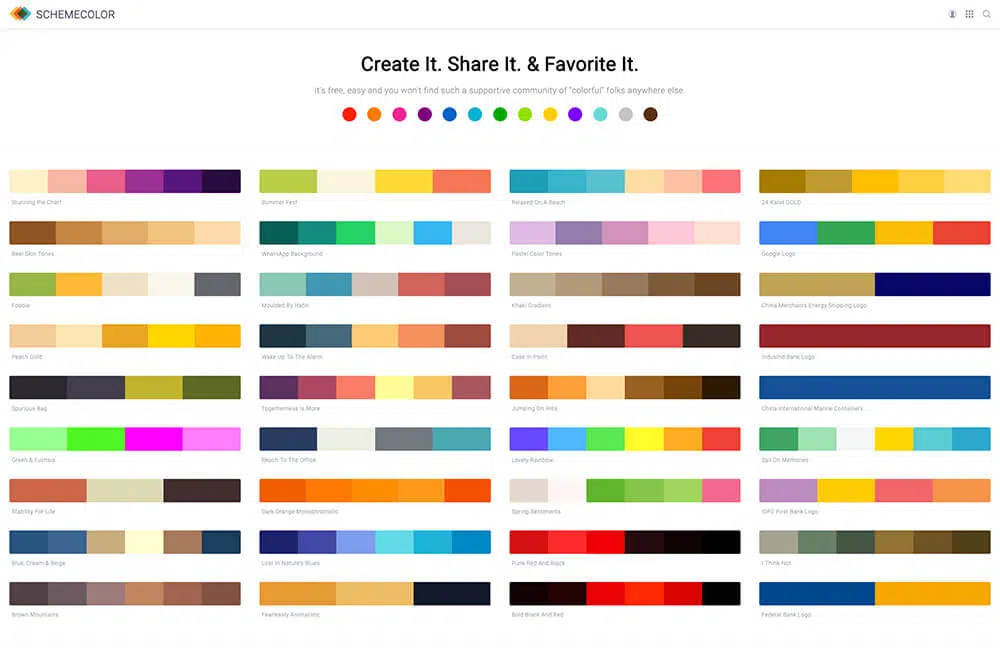 SCHEMECOLOR
Create It. Share It. & Favorite It.
It's free, easy and you won't find such a supportive community of "colorful" folks anywhere else.
Stunning Pie Chart
Summer Fest
Relaxed On A Beach
24 Karat GOLD
Real Skin Tones
WhatsApp Background
Pastel Color Tones
Google Logo
Foobie
Moulded By Habit
Khaki Gradient
China Merchants Energy Shipping Logo
Peach Gold
Wake Up To The Alarm
Case In Point
IndusInd Bank Logo
Spurious Bag
Togetherness Is More
Jumping On Hills
China International Marine Containers ...
Green & Fuchsia
Reach To The Office
Lovely Rainbow
Sail On Memories
Stability For Life
Dark Orange Monochromatic
Spring Sentiments
IDFC First Bank Logo
Blue, Cream & Beige
Lost In Nature's Blues
Punk Red And Black
I Think Not
Brown Mountains
Fearlessly Animating
Bold Black And Red
Federal Bank Logo